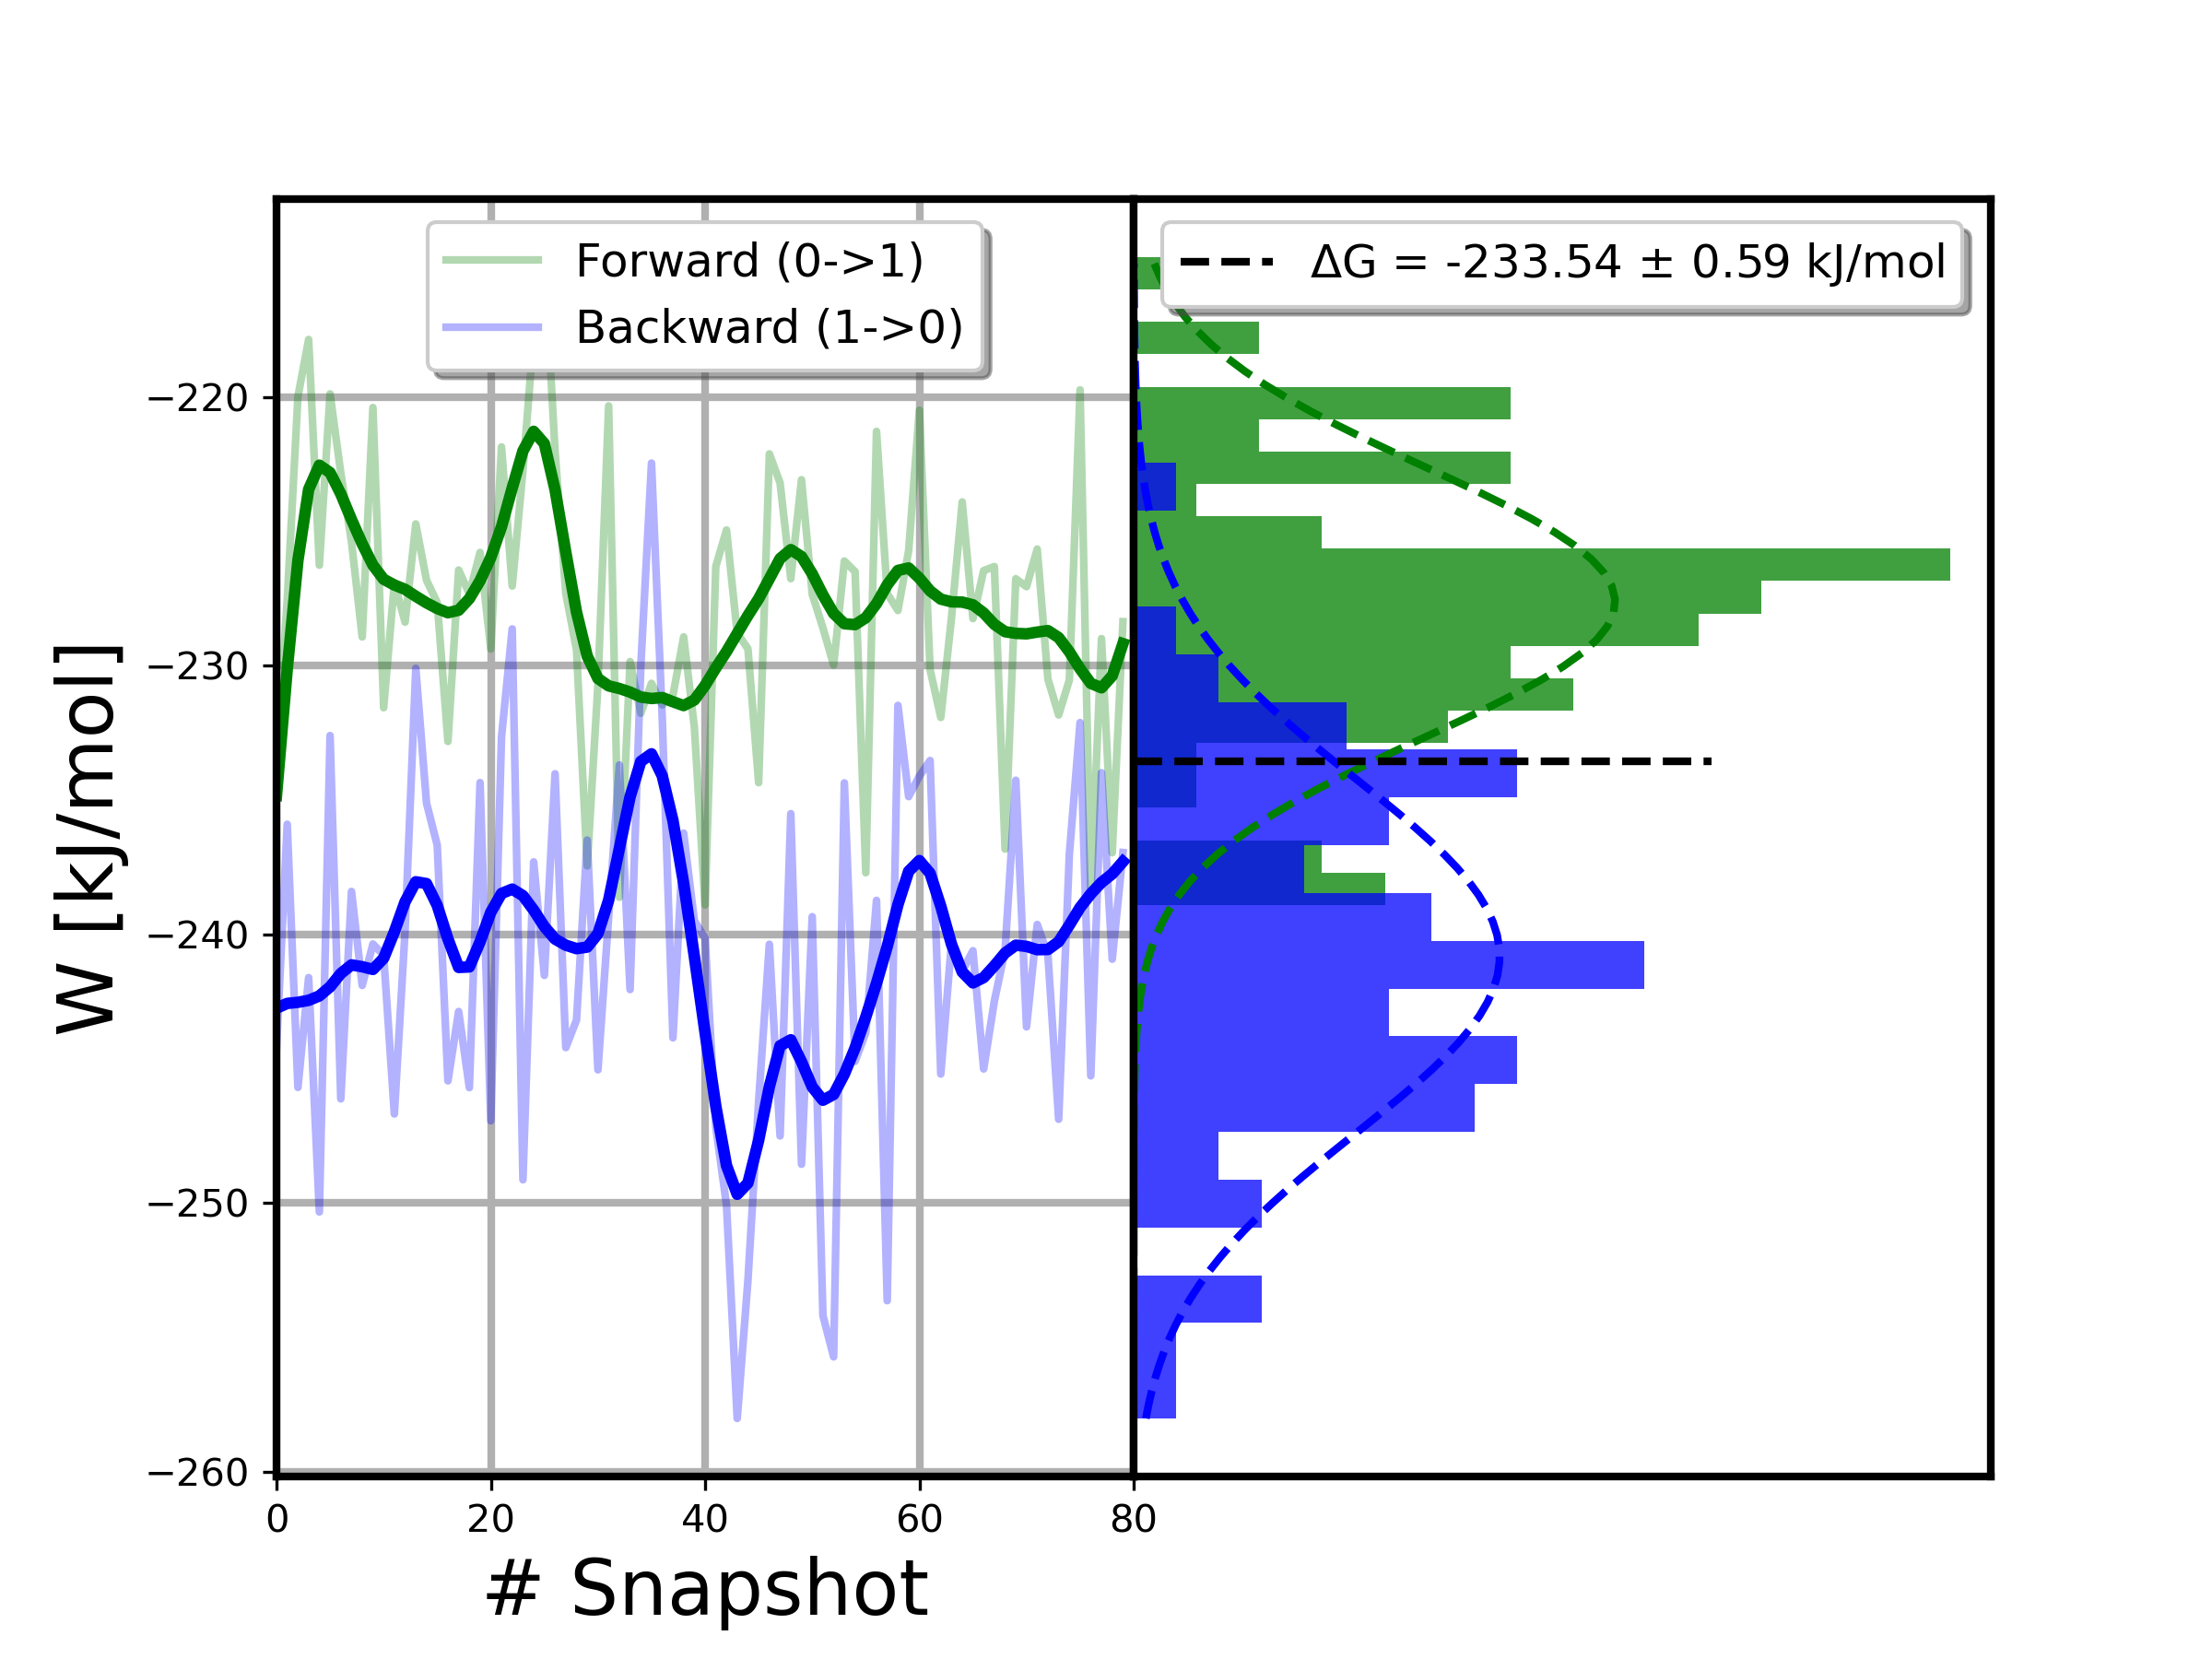 Forward (0->1)
Backward (1->0)
ΔG = -233.54 ± 0.59 kJ/mol
W [kJ/mol]
−220
−230
−240
−250
−260
0 20 40 60 80
# Snapshot